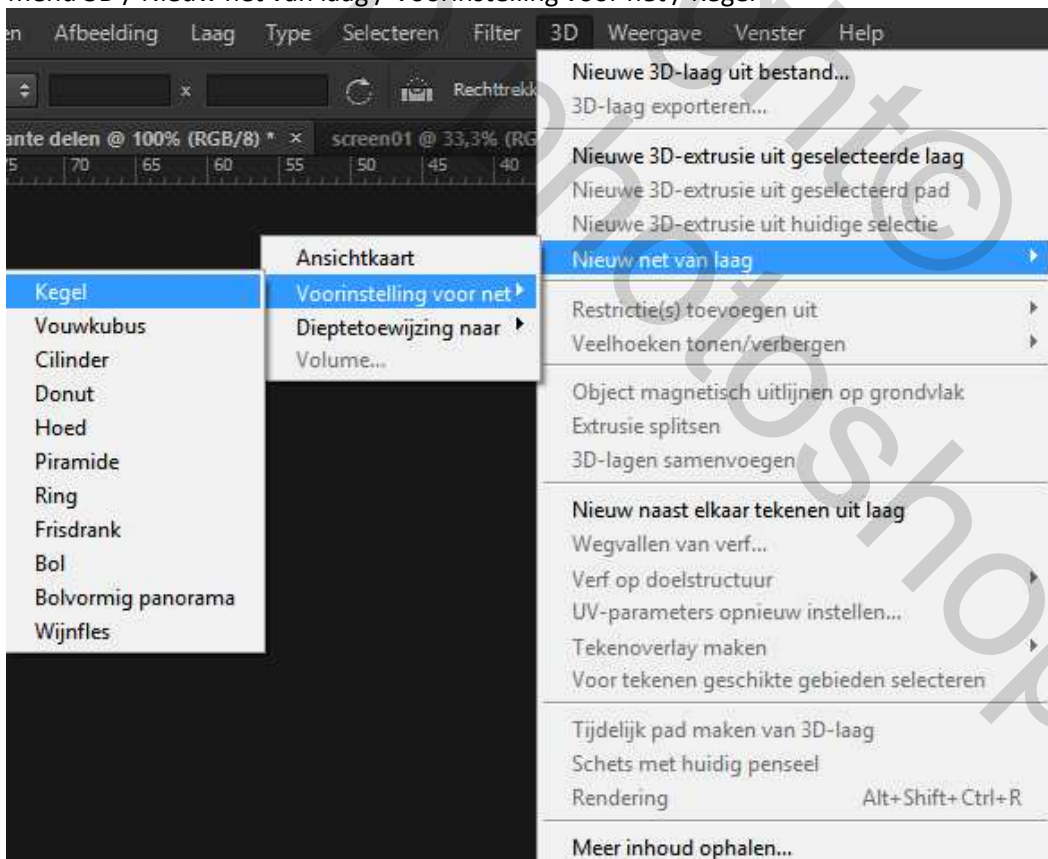 menu 3D / Nieuw net van laag / Voorinstelling voor net / Kegel
en Afbeelding Laag Type Selecteren Filter 3D Weergave Venster Help
x Rechttrekk
ante delen @ 100% (RGB/8) * × screen01 @ 33,3% (RG
75 70 65 60 55 50 45 40
Nieuwe 3D-laag uit bestand...
3D-laag exporteren...
Nieuwe 3D-extrusie uit geselecteerde laag
Nieuwe 3D-extrusie uit geselecteerd pad
Nieuwe 3D-extrusie uit huidige selectie
Nieuw net van laag
Restrictie(s) toevoegen uit
Veelhoeken tonen/verbergen
Object magnetisch uitlijnen op grondvlak
Extrusie splitsen
3D-lagen samenvoegen
Nieuw naast elkaar tekenen uit laag
Wegvallen van verf...
Verf op doelstructuur
UV-parameters opnieuw instellen...
Tekenoverlay maken
Voor tekenen geschikte gebieden selecteren
Tijdelijk pad maken van 3D-laag
Schets met huidig penseel
Rendering Alt+Shift+Ctrl+R
Meer inhoud ophalen...
Ansichtkaart
Voorinstelling voor net
Dieptetoewijzing naar
Volume...
Kegel
Vouwkubus
Cilinder
Donut
Hoed
Piramide
Ring
Frisdrank
Bol
Bolvormig panorama
Wijnfles